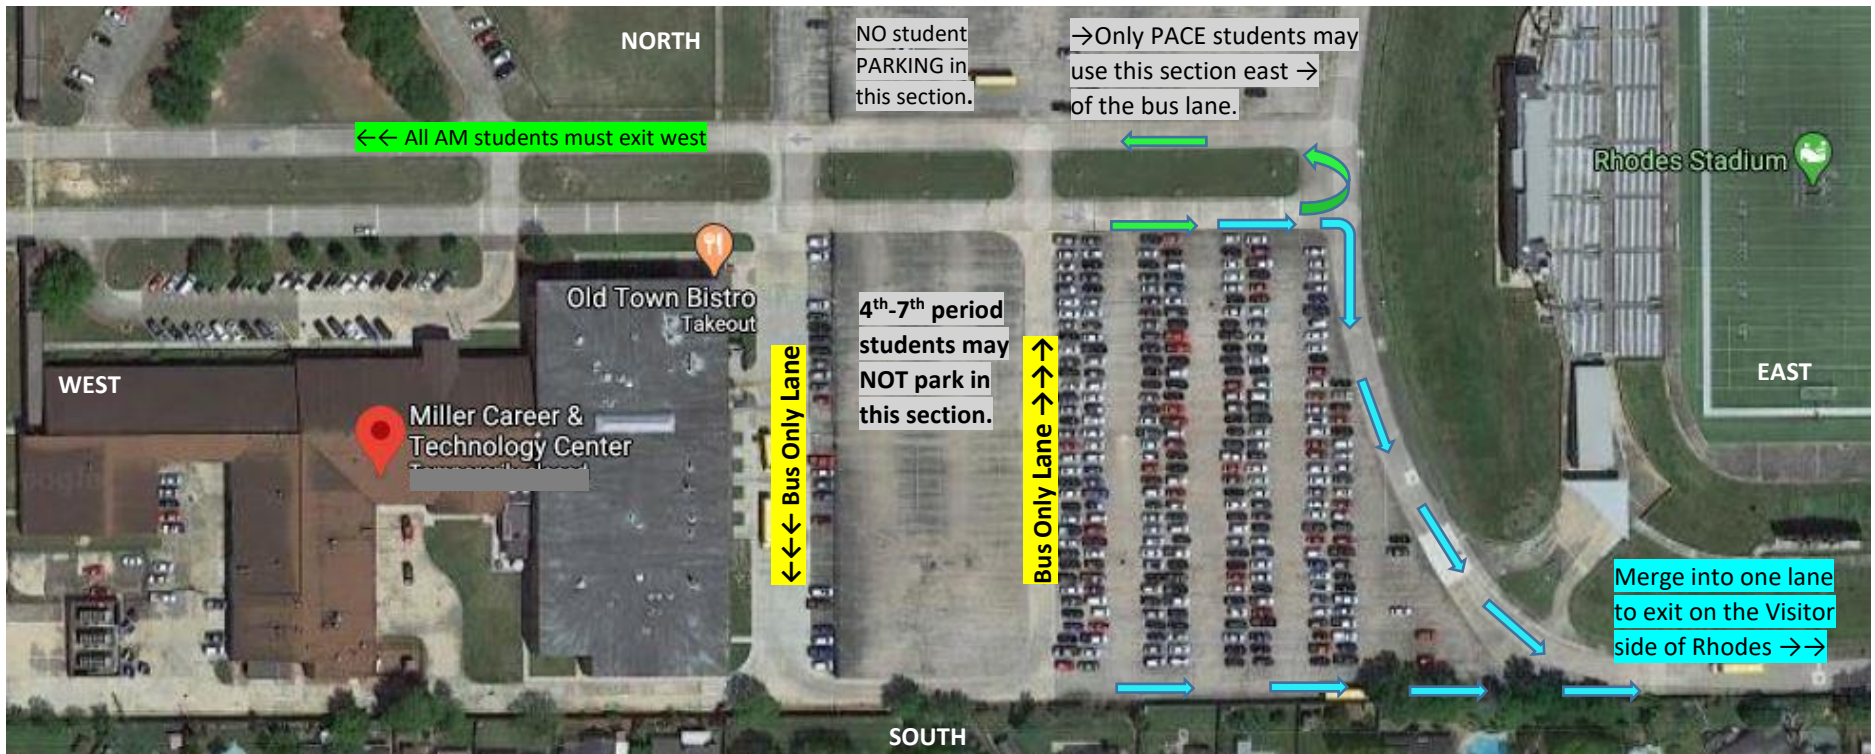 NORTH
NO student
PARKING in
this section.
→Only PACE students may
use this section east →
of the bus lane.
←← All AM students must exit west
Rhodes Stadium
Old Town Bistro
Takeout
4th-7th period
students may
NOT park in
this section.
←←←← Bus Only Lane
Bus Only Lane →→→→
WEST
EAST
Miller Career &
Technology Center
Merge into one lane
to exit on the Visitor
side of Rhodes →→
SOUTH